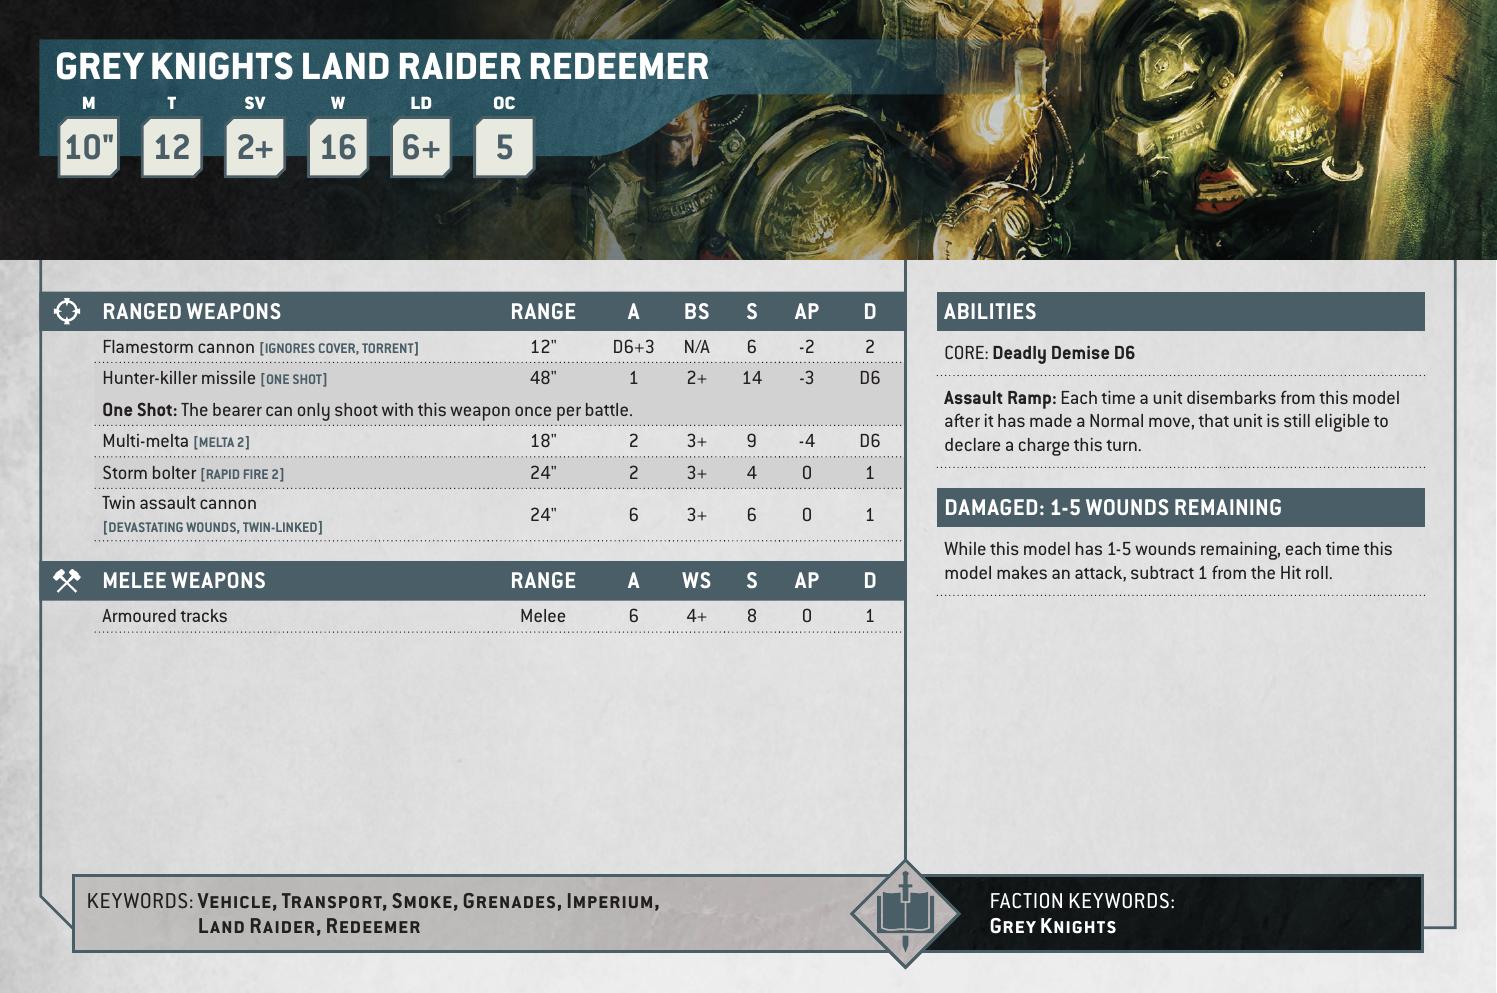 GREY KNIGHTS LAND RAIDER REDEEMER
M T SV W LD OC
10" 12 2+ 16 6+ 5
RANGED WEAPONS RANGE A BS S AP D
Flamestorm cannon [IGNORES COVER, TORRENT] 12" D6+3 N/A 6 -2 2
Hunter-killer missile [ONE SHOT] 48" 1 2+ 14 -3 D6
One Shot: The bearer can only shoot with this weapon once per battle.
Multi-melta [MELTA 2] 18" 2 3+ 9 -4 D6
Storm bolter [RAPID FIRE 2] 24" 2 3+ 4 0 1
Twin assault cannon
[DEVASTATING WOUNDS, TWIN-LINKED] 24" 6 3+ 6 0 1
MELEE WEAPONS RANGE A WS S AP D
Armoured tracks Melee 6 4+ 8 0 1
ABILITIES
CORE: Deadly Demise D6
Assault Ramp: Each time a unit disembarks from this model
after it has made a Normal move, that unit is still eligible to
declare a charge this turn.
DAMAGED: 1-5 WOUNDS REMAINING
While this model has 1-5 wounds remaining, each time this
model makes an attack, subtract 1 from the Hit roll.
KEYWORDS: VEHICLE, TRANSPORT, SMOKE, GRENADES, IMPERIUM,
LAND RAIDER, REDEEMER
FACTION KEYWORDS:
GREY KNIGHTS